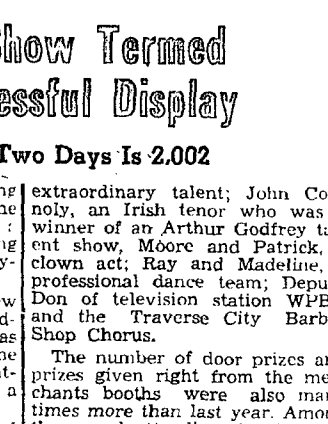 Show Termed
essful Display
Two Days Is 2,002
extraordinary talent; John Co
noly, an Irish tenor who was
winner of an Arthur Godfrey ta
ent show, Moore and Patrick,
clown act; Ray and Madeline,
professional dance team; Depu
Don of television station WPB
and the Traverse City Barb
Shop Chorus.
The number of door prizes an
prizes given right from the me
chants booths were also ma
times more than last year. Amo